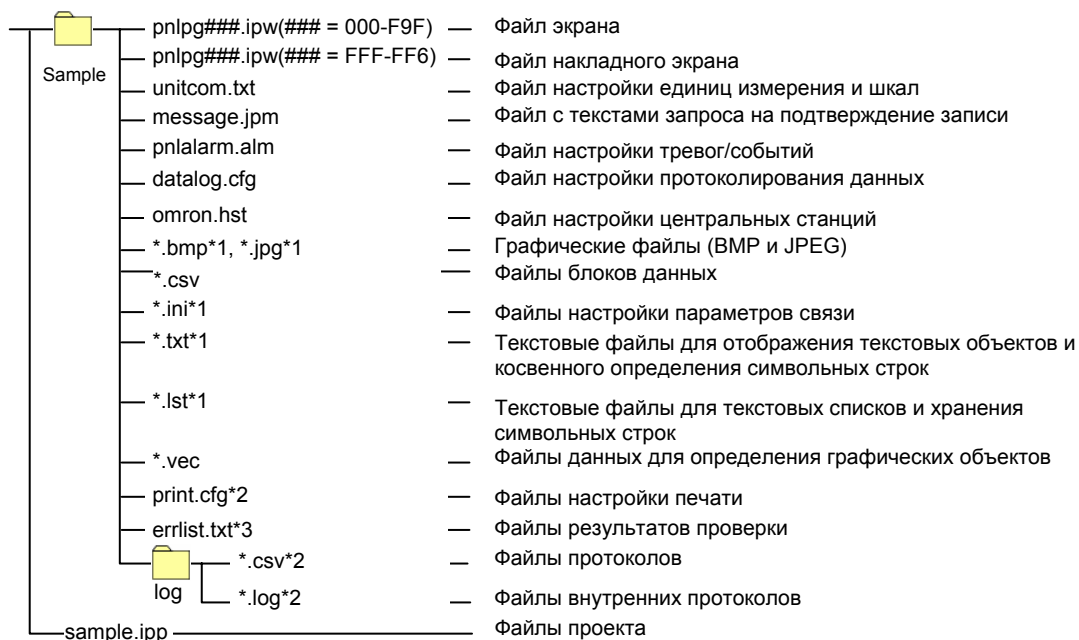 pnlpg###.ipw(### = 000-F9F) — Файл экрана
Sample
pnlpg###.ipw(### = FFF-FF6) — Файл накладного экрана
unitcom.txt — Файл настройки единиц измерения и шкал
message.jpm — Файл с текстами запроса на подтверждение записи
pnlalarm.alm — Файл настройки тревог/событий
datalog.cfg — Файл настройки протоколирования данных
omron.hst — Файл настройки центральных станций
*.bmp*1, *.jpg*1 — Графические файлы (BMP и JPEG)
*.csv — Файлы блоков данных
*.ini*1 — Файлы настройки параметров связи
*.txt*1 — Текстовые файлы для отображения текстовых объектов и
косвенного определения символьных строк
*.lst*1 — Текстовые файлы для текстовых списков и хранения
символьных строк
*.vec — Файлы данных для определения графических объектов
print.cfg*2 — Файлы настройки печати
errlist.txt*3 — Файлы результатов проверки
log
*.csv*2 — Файлы протоколов
*.log*2 — Файлы внутренних протоколов
sample.ipp — Файлы проекта